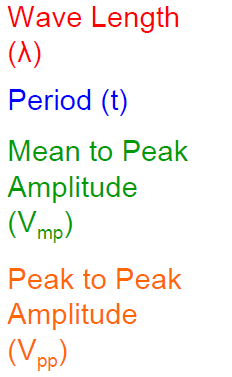 Wave Length
(λ)
Period (t)
Mean to Peak
Amplitude
(Vmp)
Peak to Peak
Amplitude
(Vpp)